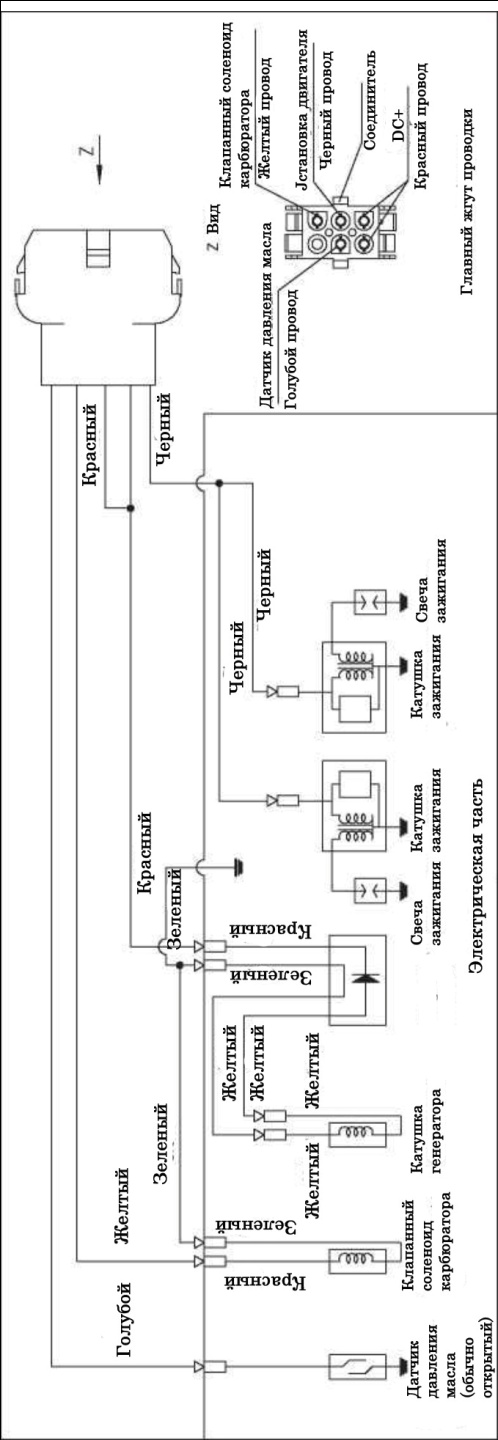 Z
Клапанный соленоид
карбюратора
Желтый провод
Jстановка двигателя
Черный провод
Соединитель
DC+
Красный провод
Z Вид
Датчик давления масла
Голубой провод
Главный жгут проводки
Красный
Черный
Черный
Черный
Красный
Зеленый
Красный
Зеленый
Желтый
Желтый
Желтый
Желтый
Зеленый
Желтый
Голубой
Зеленый
Красный
Датчик
давления
масла
(обычно
открытый)
Клапанный
соленоид
карбюратора
Катушка
генератора
Свеча
зажигания
Катушка
зажигания
Катушка
зажигания
Свеча
зажигания
Электрическая часть